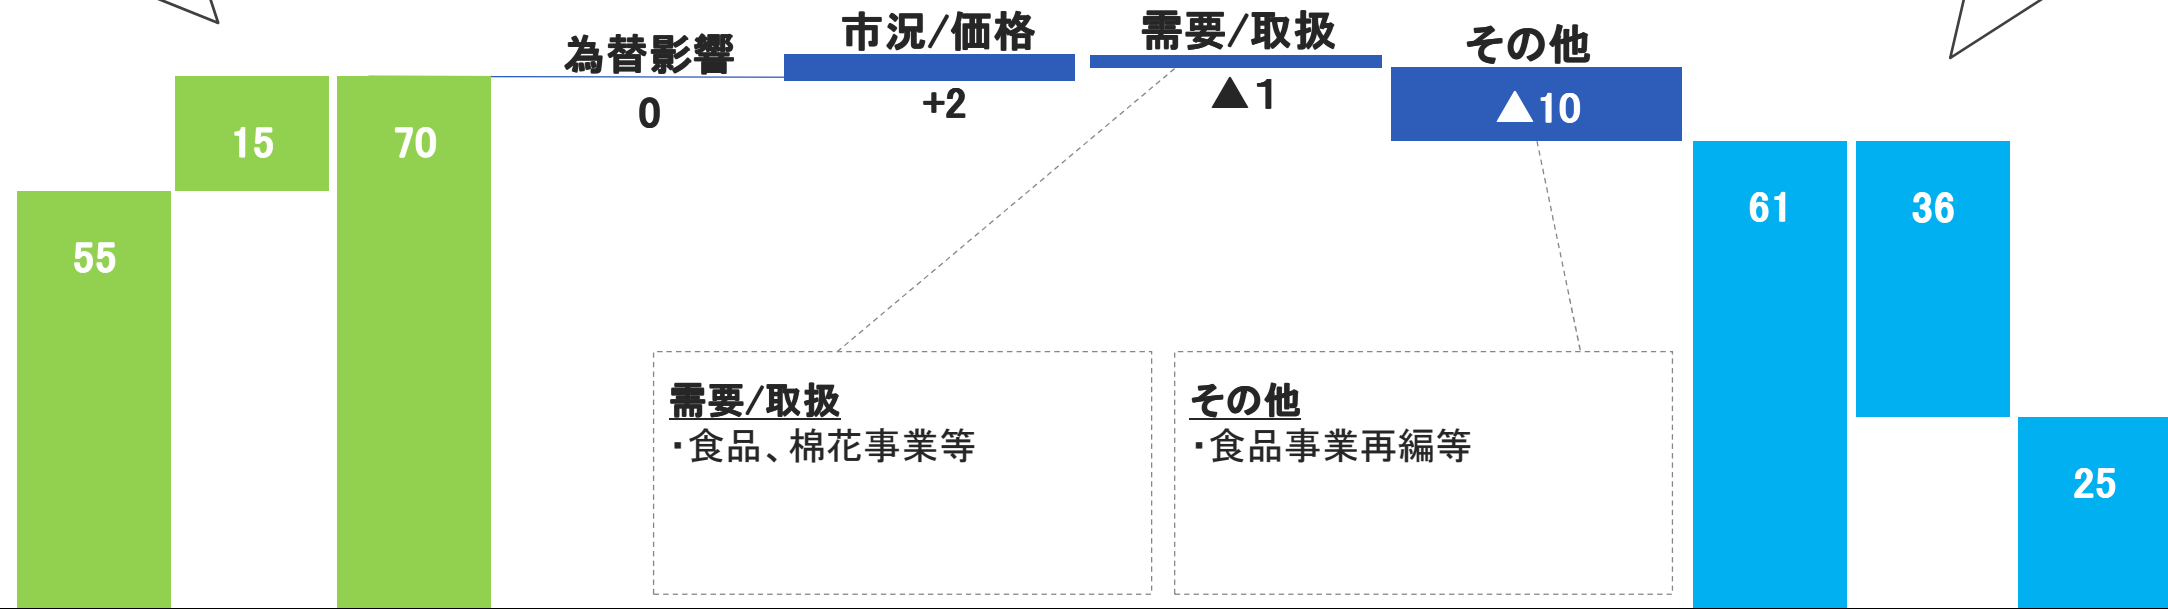 為替影響
0
市況/価格
+2
需要/取扱
▲1
その他
▲10
55
15
70
61
36
25
需要/取扱
・食品、棉花事業等
その他
・食品事業再編等